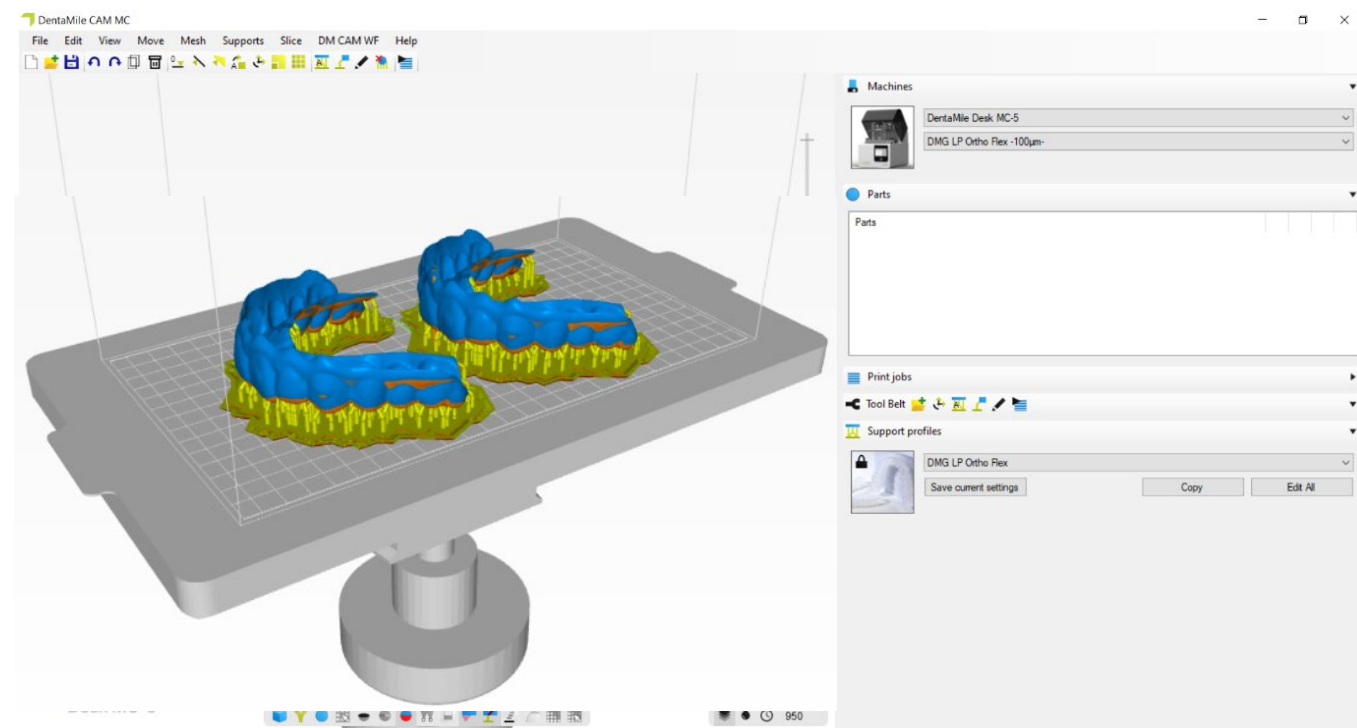 DentaMile CAM MC
File Edit View Move Mesh Supports Slice DM CAM WF Help
Machines
DentaMile Desk MC-5
DMG LP Ortho Flex -100µm-
Parts
Parts
Print jobs
Tool Belt
Support profiles
DMG LP Ortho Flex
Save current settings Copy Edit All
950